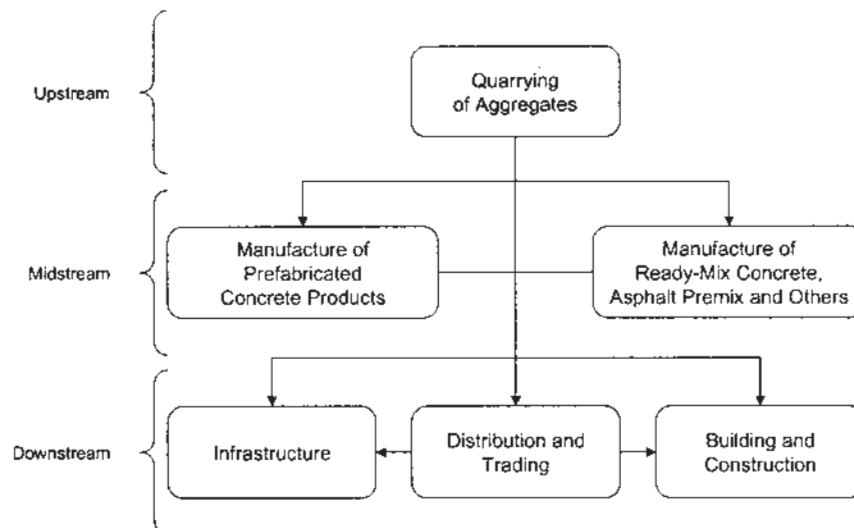 Upstream
Quarrying
of Aggregates
Midstream
Manufacture of
Prefabricated
Concrete Products
Manufacture of
Ready-Mix Concrete,
Asphalt Premix and Others
Downstream
Infrastructure
Distribution and
Trading
Building and
Construction